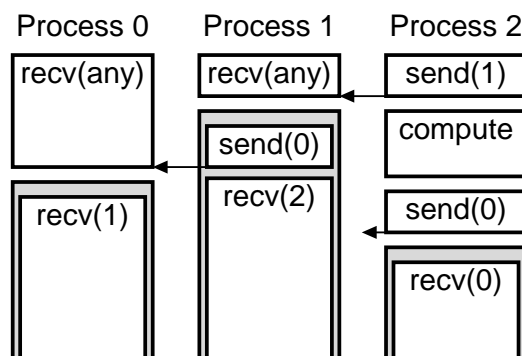 Process 0 Process 1 Process 2
recv(any) recv(any) send(1)
compute
send(0)
recv(1) recv(2) send(0)
recv(0)